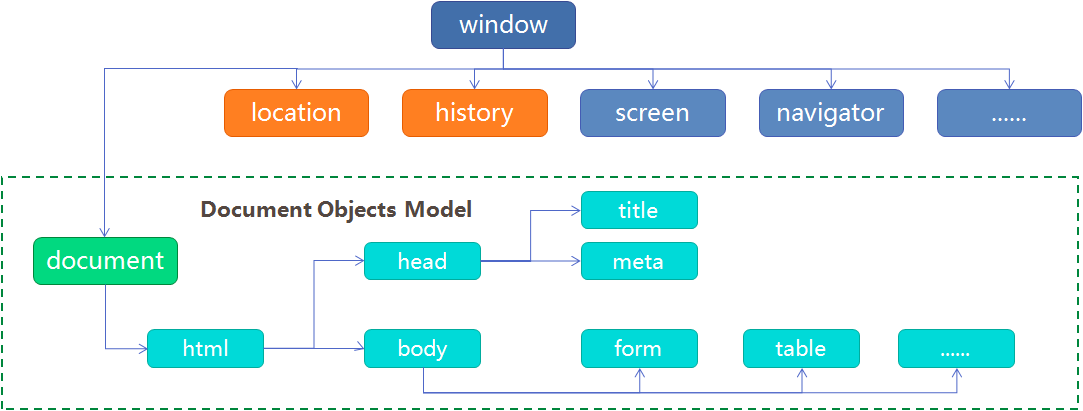 window
location
history
screen
navigator
......
Document Objects Model
title
document
head
meta
html
body
form
table
......